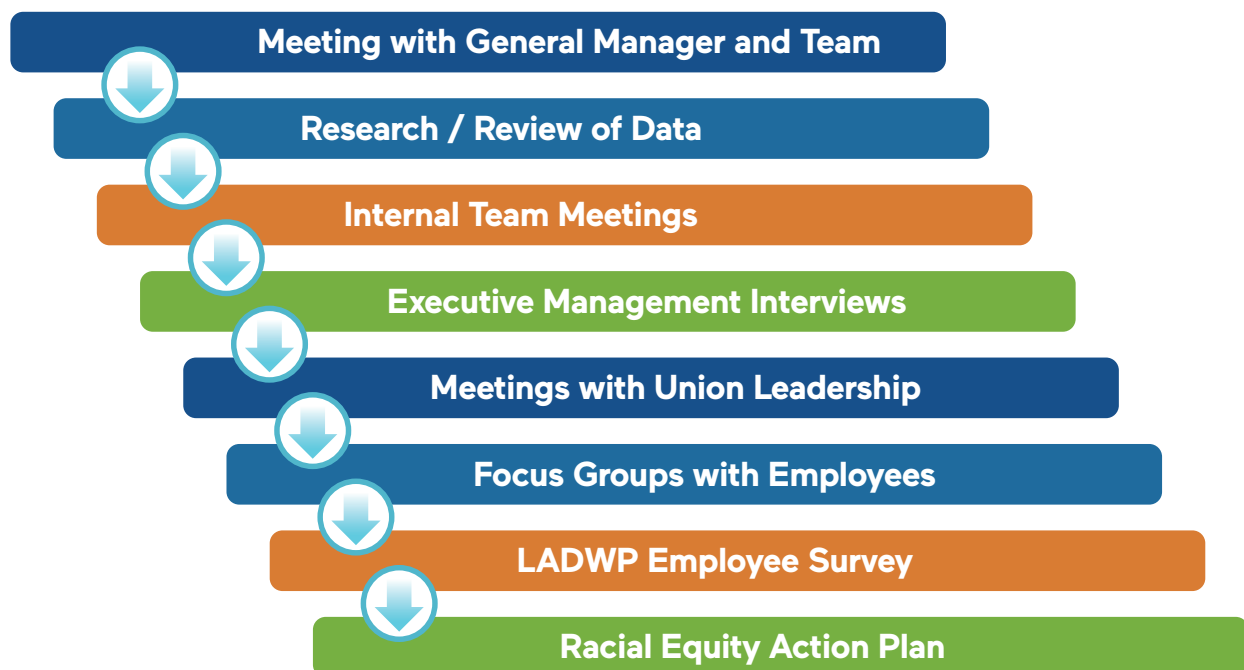 Meeting with General Manager and Team
Research / Review of Data
Internal Team Meetings
Executive Management Interviews
Meetings with Union Leadership
Focus Groups with Employees
LADWP Employee Survey
Racial Equity Action Plan